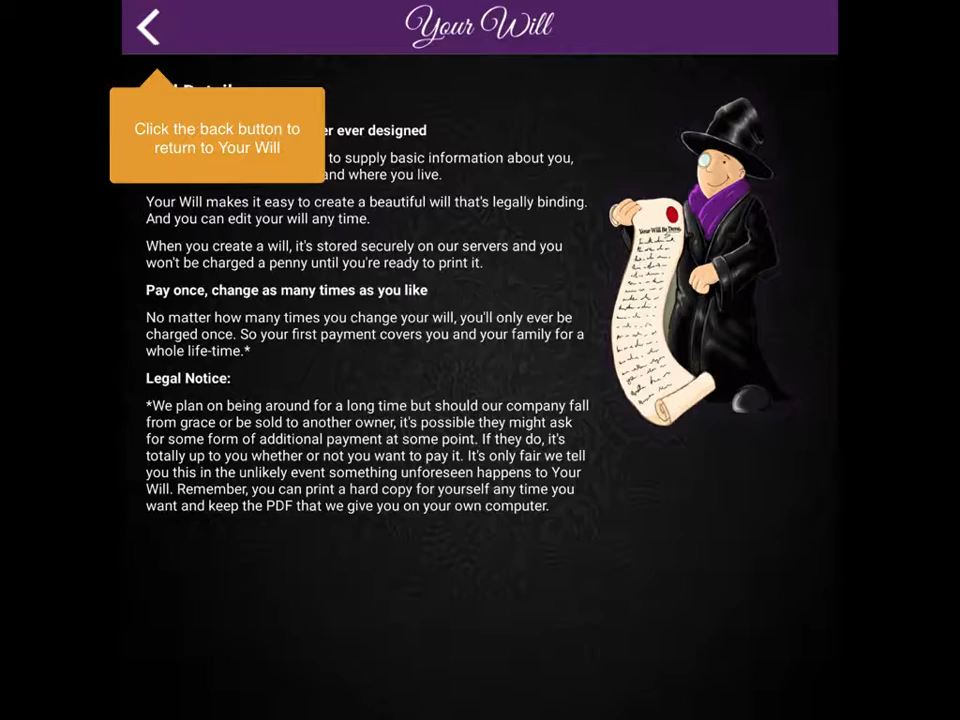 Your Will
Click the back button to
return to Your Will
er ever designed
to supply basic information about you,
and where you live.
Your Will makes it easy to create a beautiful will that's legally binding.
And you can edit your will any time.
When you create a will, it's stored securely on our servers and you
won't be charged a penny until you're ready to print it.
Pay once, change as many times as you like
No matter how many times you change your will, you'll only ever be
charged once. So your first payment covers you and your family for a
whole life-time.*
Legal Notice:
*We plan on being around for a long time but should our company fall
from grace or be sold to another owner, it's possible they might ask
for some form of additional payment at some point. If they do, it's
totally up to you whether or not you want to pay it. It's only fair we tell
you this in the unlikely event something unforeseen happens to Your
Will. Remember, you can print a hard copy for yourself any time you
want and keep the PDF that we give you on your own computer.
Your Will Be Done